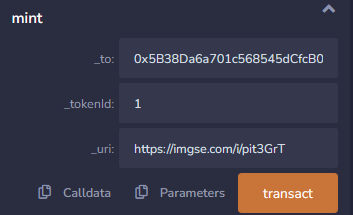 mint
_to: 0x5B38Da6a701c568545dCfcB0
_tokenId: 1
_uri: https://imgse.com/i/pit3GrT
Calldata Parameters transact